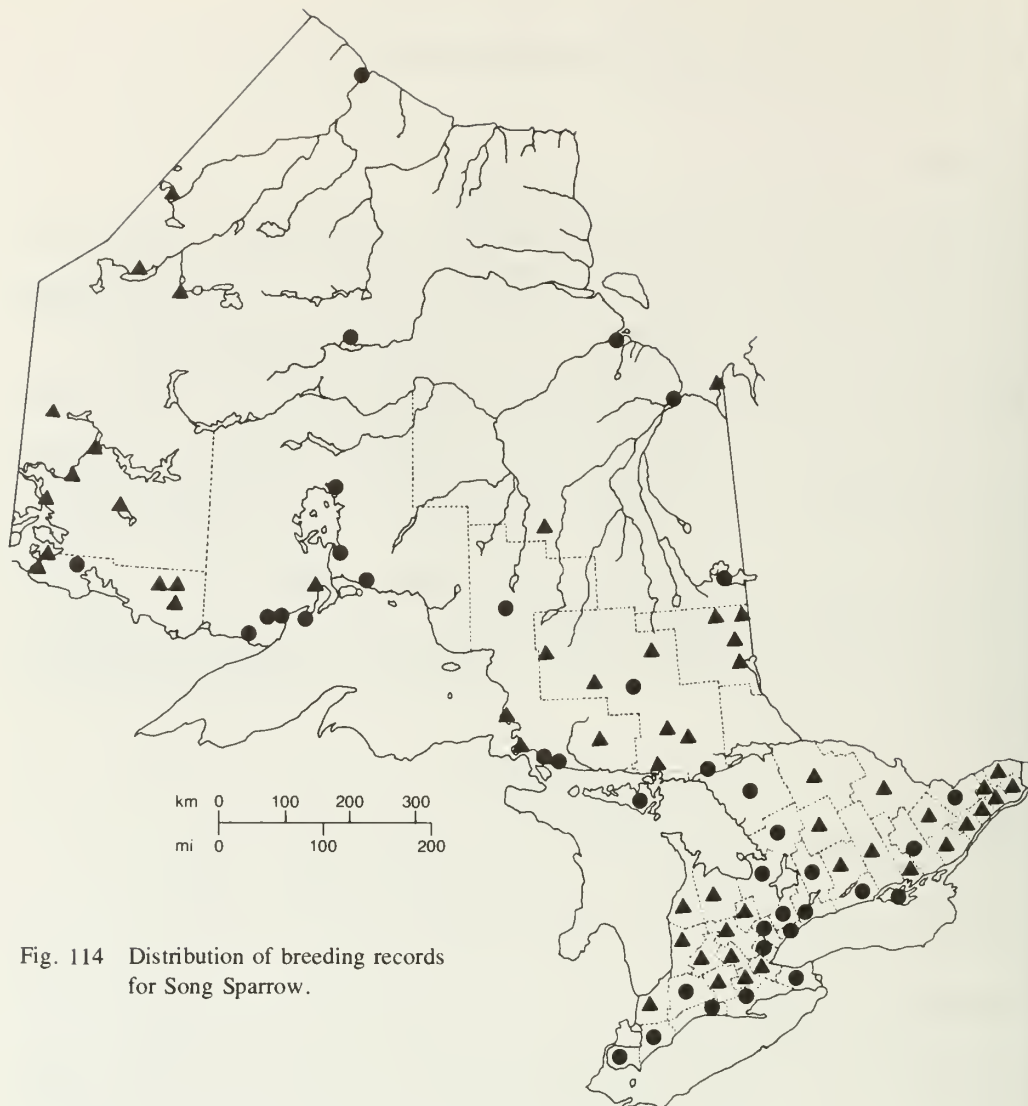 km 0 100 200 300
mi 0 100 200
Fig. 114 Distribution of breeding records
for Song Sparrow.